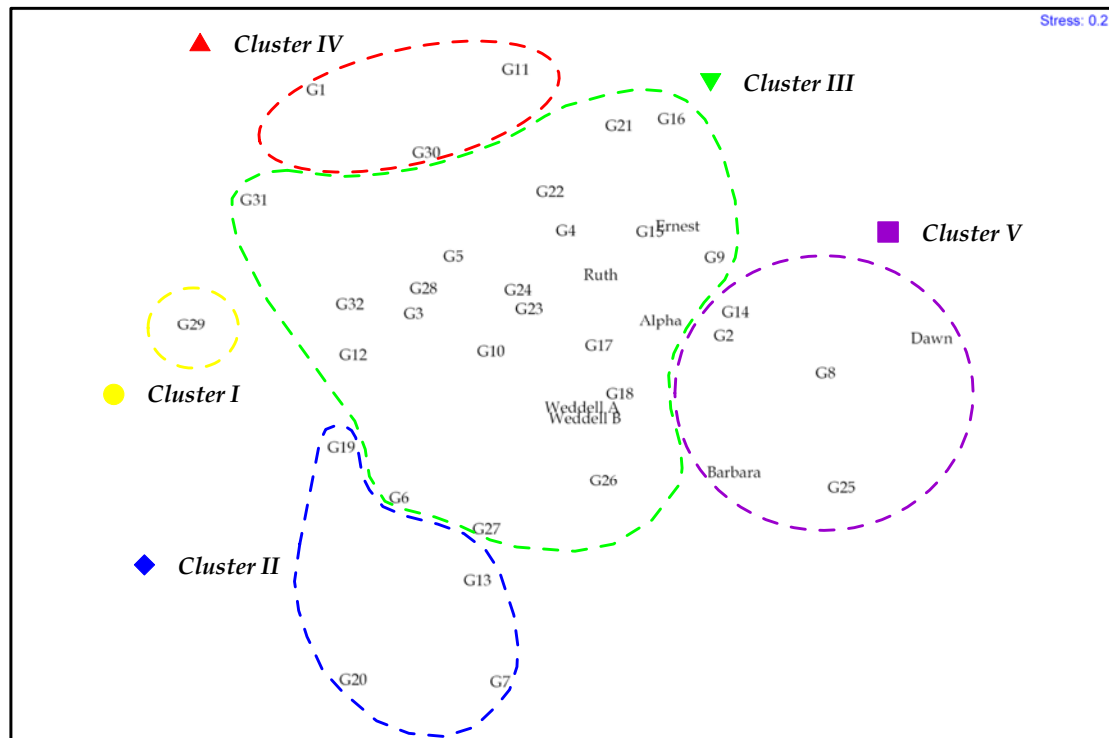 Stress: 0.2
Cluster IV
G11
Cluster III
G1
G16
G21
G30
G22
G31
Ernest
G4
G15
Cluster V
G5
G9
Ruth
G28
G24
G32
G23
G3
G14
G29
Alpha
G2
Dawn
G17
G10
G12
G8
Cluster I
G18
Weddell A
Weddell B
G19
Barbara
G26
G25
G6
G27
Cluster II
G13
G20
G7